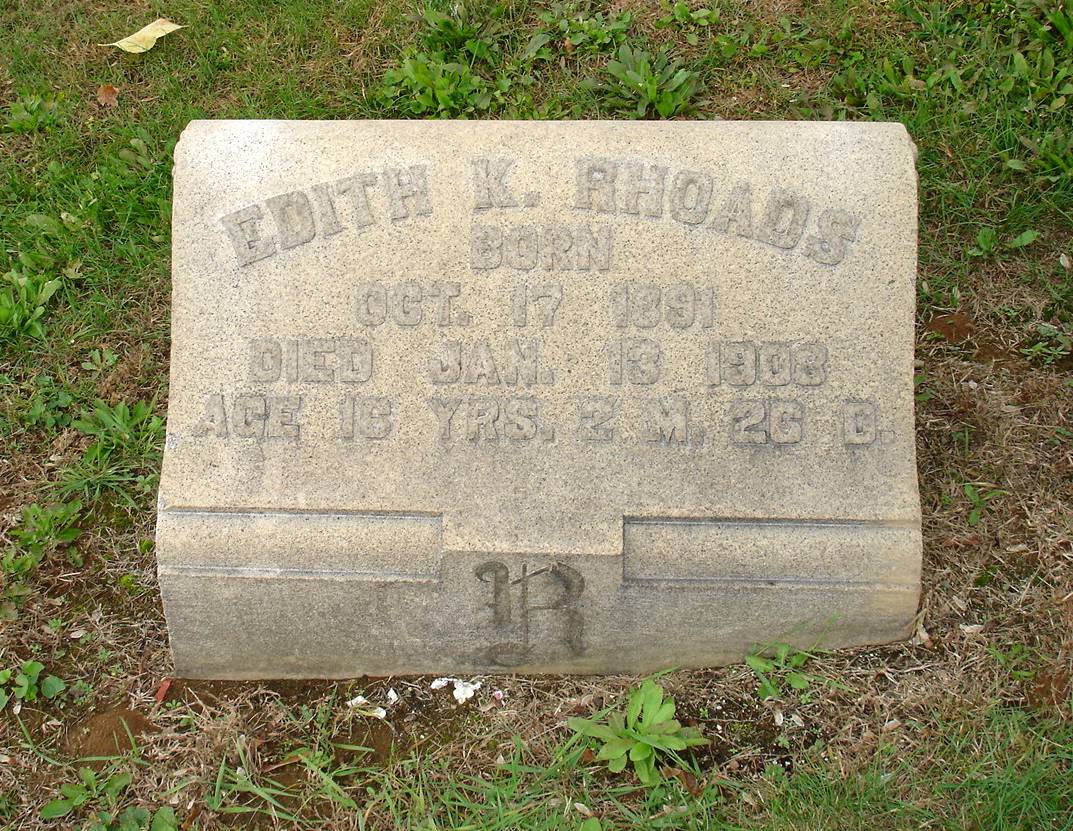 EDITH K. RHOADS
BORN
OCT. 17 1891
DIED JAN. 13 1908
AGE 16 YRS. 2 M. 26 D.
R